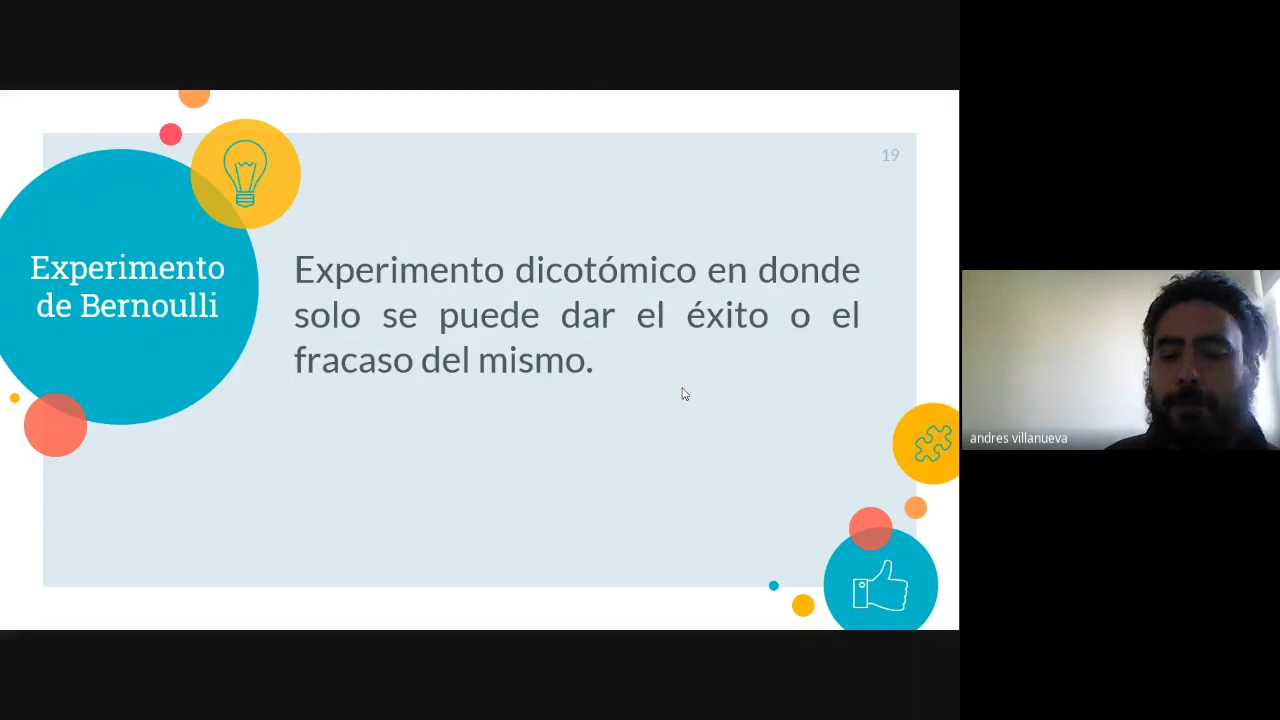 19
Experimento
de Bernoulli
Experimento dicotómico en donde
solo se puede dar el éxito o el
fracaso del mismo.
andres villanueva